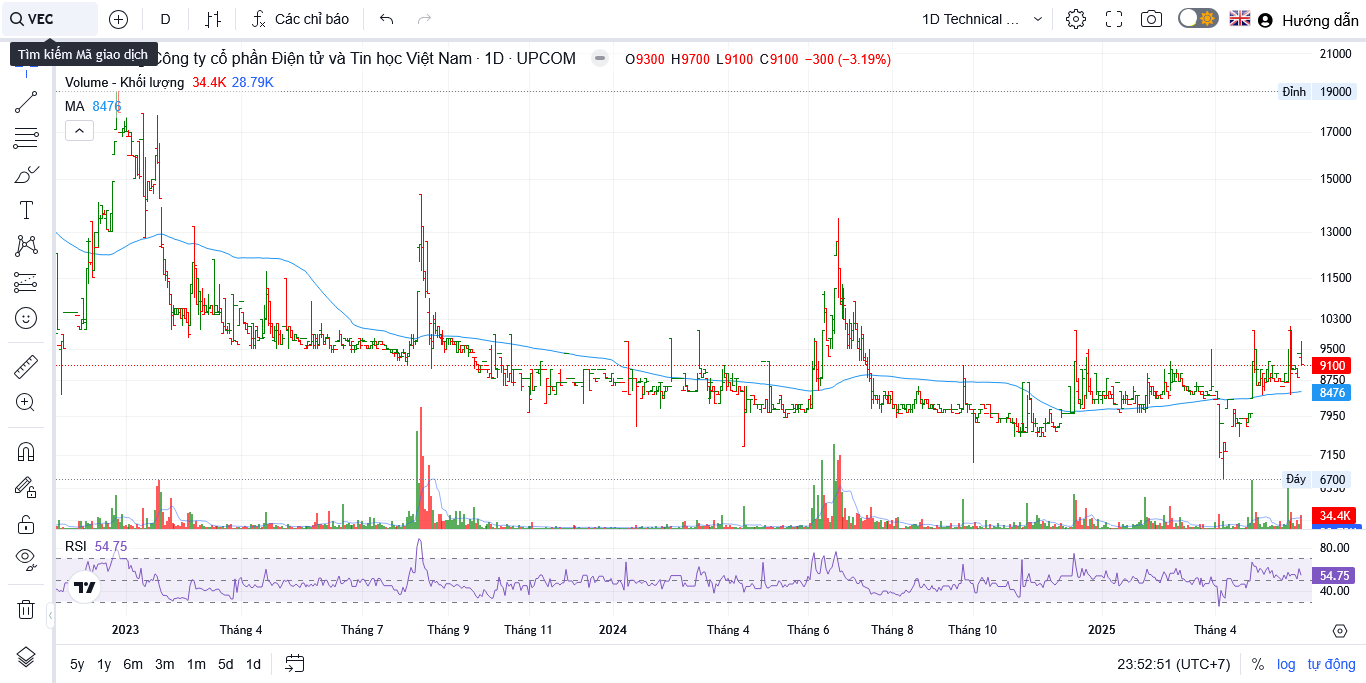 VEC
D
Các chỉ báo
1D Technical ...
Hướng dẫn
Tìm kiếm Mã giao dịch
Công ty cổ phần Điện tử và Tin học Việt Nam · 1D · UPCOM
O9300 H9700 L9100 C9100 −300 (−3.19%)
Volume - Khối lượng 34.4K 28.79K
MA 8476
21000
Đỉnh 19000
17000
15000
13000
11500
10300
9500
9100
8750
8476
7950
7150
Đáy 6700
34.4K
RSI 54.75
80.00
54.75
40.00
2023 Tháng 4 Tháng 7 Tháng 9 Tháng 11 2024 Tháng 4 Tháng 6 Tháng 8 Tháng 10 2025 Tháng 4
5y 1y 6m 3m 1m 5d 1d
23:52:51 (UTC+7) % log tự động